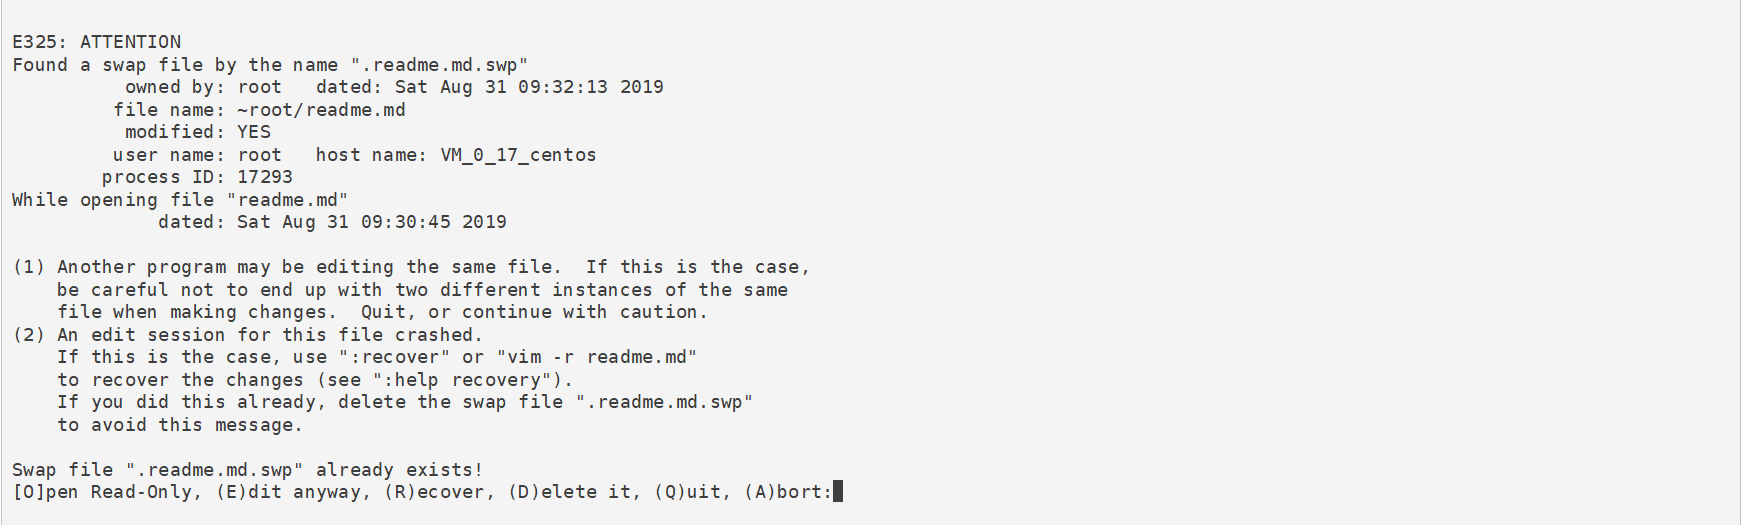 E325: ATTENTION
Found a swap file by the name ".readme.md.swp"
          owned by: root   dated: Sat Aug 31 09:32:13 2019
         file name: ~root/readme.md
          modified: YES
         user name: root   host name: VM_0_17_centos
        process ID: 17293
While opening file "readme.md"
             dated: Sat Aug 31 09:30:45 2019

(1) Another program may be editing the same file.  If this is the case,
    be careful not to end up with two different instances of the same
    file when making changes.  Quit, or continue with caution.
(2) An edit session for this file crashed.
    If this is the case, use ":recover" or "vim -r readme.md"
    to recover the changes (see ":help recovery").
    If you did this already, delete the swap file ".readme.md.swp"
    to avoid this message.

Swap file ".readme.md.swp" already exists!
[O]pen Read-Only, (E)dit anyway, (R)ecover, (D)elete it, (Q)uit, (A)bort: